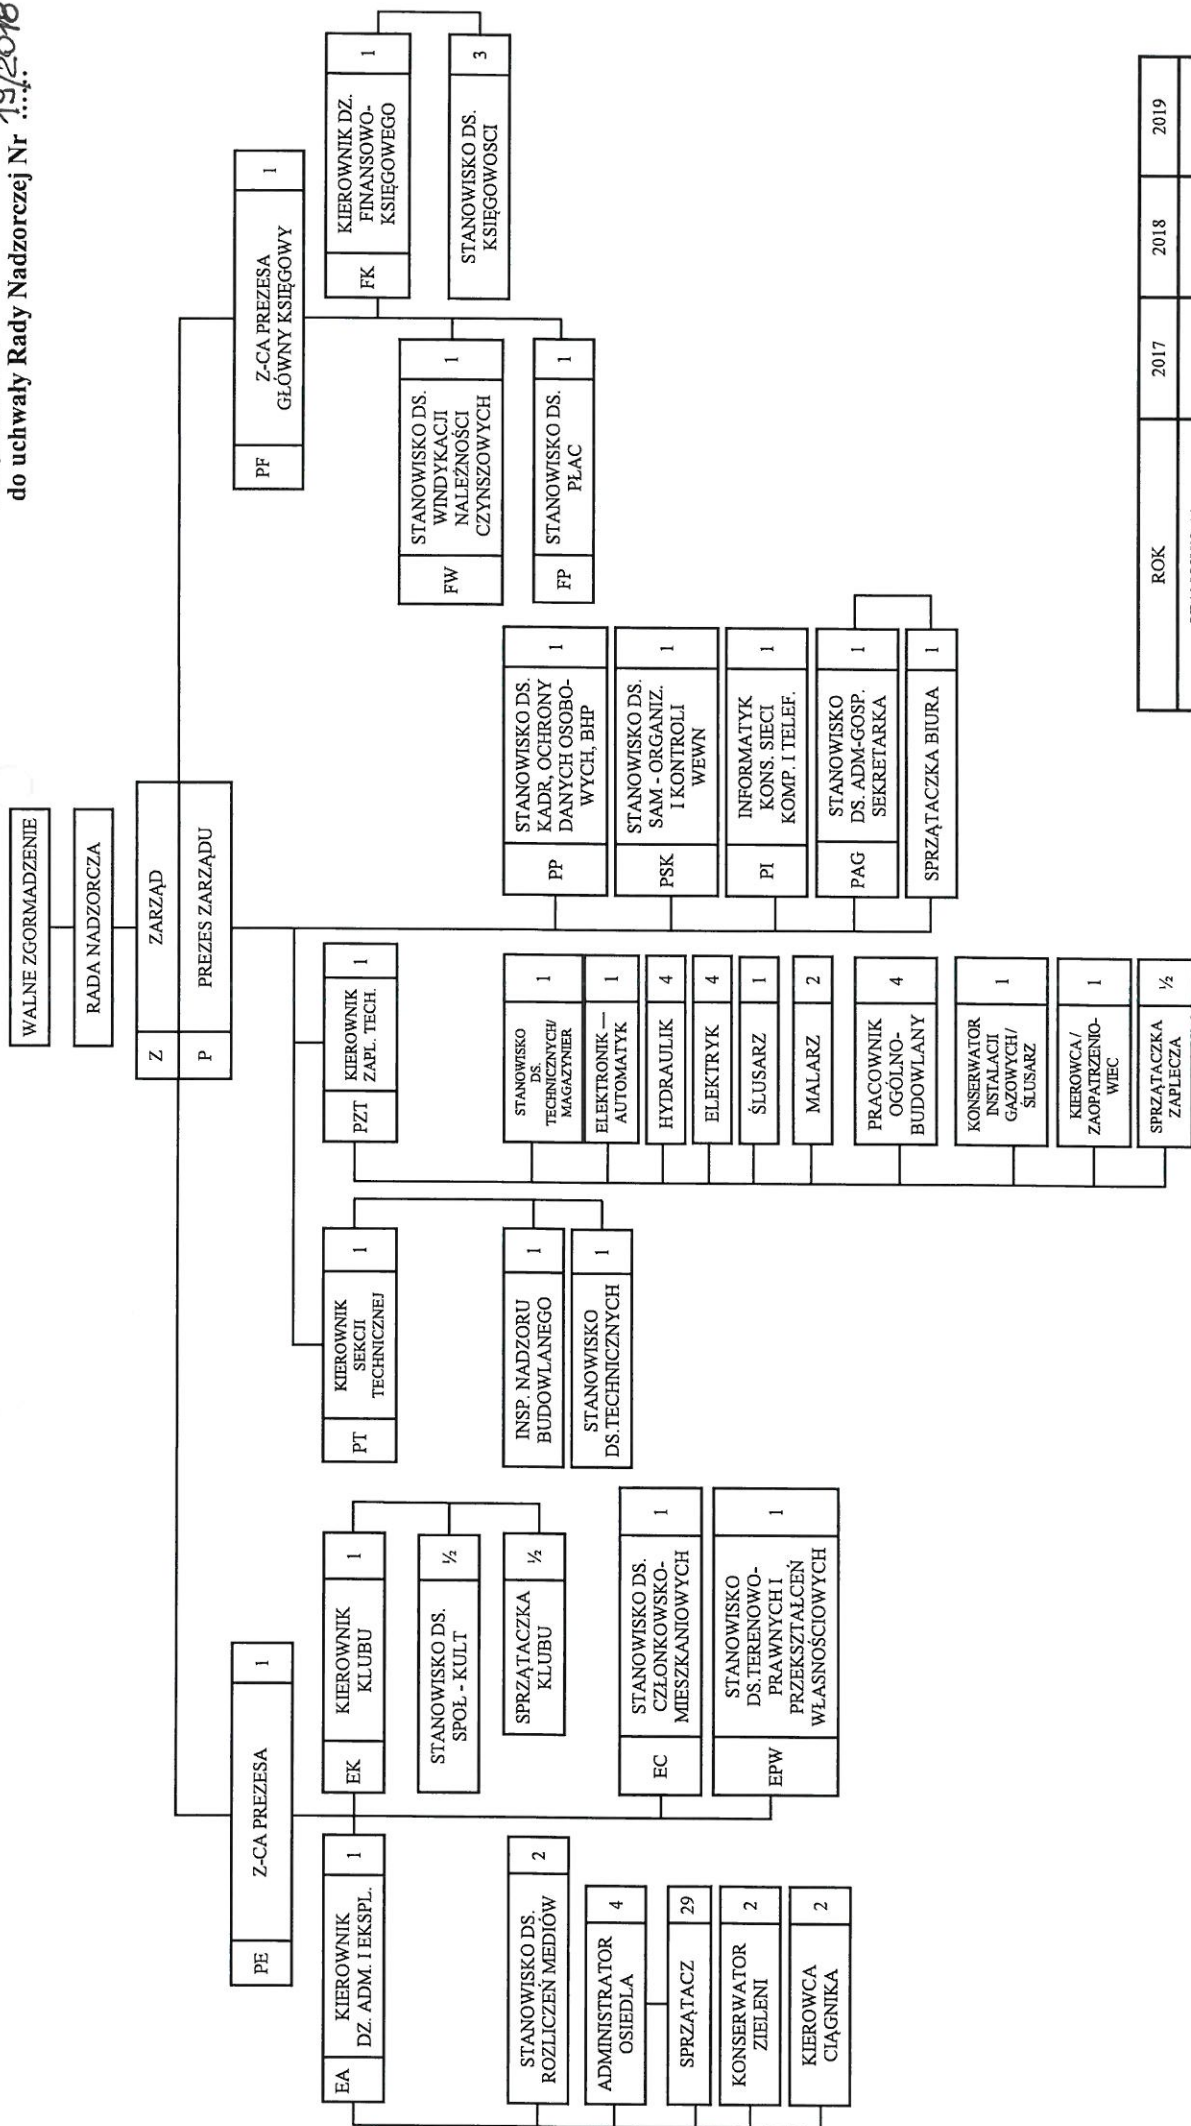 do uchwały Rady Nadzorczej Nr 19/2018
WALNE ZGORMADZENIE
RADA NADZORCZA
Z ZARZĄD
P PREZES ZARZĄDU
PE Z-CA PREZESA 1
PF Z-CA PREZESA 1
GŁÓWNY KSIĘGOWY
EA KIEROWNIK 1
DZ. ADM. I EKSPL.
EK KIEROWNIK 1
KLUBU
PT KIEROWNIK 1
SEKCJI
TECHNICZNEJ
PZT KIEROWNIK 1
ZAPL. TECH.
FK KIEROWNIK DZ. 1
FINANSOWO-
KSIĘGOWEGO
STANOWISKO DS. 3
KSIĘGOWOSCI
FW STANOWISKO DS. 1
WINDYKACJI
NALEŻNOŚCI
CZYNSZOWYCH
FP STANOWISKO DS. 1
PŁAC
STANOWISKO DS. ½
SPOŁ - KULT
SPRZĄTACZKA ½
KLUBU
STANOWISKO DS. 2
ROZLICZEŃ MEDIÓW
ADMINISTRATOR 4
OSIEDLA
SPRZĄTACZ 29
KONSERWATOR 2
ZIELENI
KIEROWCA 2
CIĄGNIKA
EC STANOWISKO DS. 1
CZŁONKOWSKO-
MIESZKANIOWYCH
EPW STANOWISKO 1
DS.TERENOWO-
PRAWNYCH I
PRZEKSZTAŁCEŃ
WŁASNOŚCIOWYCH
INSP. NADZORU 1
BUDOWLANEGO
STANOWISKO 1
DS.TECHNICZNYCH
STANOWISKO 1
DS.
TECHNICZNYCH/
MAGAZYNIER
ELEKTRONIK — 1
AUTOMATYK
HYDRAULIK 4
ELEKTRYK 4
ŚLUSARZ 1
MALARZ 2
PRACOWNIK 4
OGÓLNO-
BUDOWLANY
KONSERWATOR 1
INSTALACJI
GAZOWYCH/
ŚLUSARZ
KIEROWCA / 1
ZAOPATRZENIO-
WIEC
SPRZĄTACZKA ½
ZAPLECZA
PP STANOWISKO DS. 1
KADR, OCHRONY
DANYCH OSOBO-
WYCH, BHP
PSK STANOWISKO DS. 1
SAM - ORGANIZ.
I KONTROLI
WEWN
PI INFORMATYK 1
KONS. SIECI
KOMP. I TELEF.
PAG STANOWISKO 1
DS. ADM-GOSP.
SEKRETARKA
SPRZĄTACZKA BIURA 1
ROK 2017 2018 2019